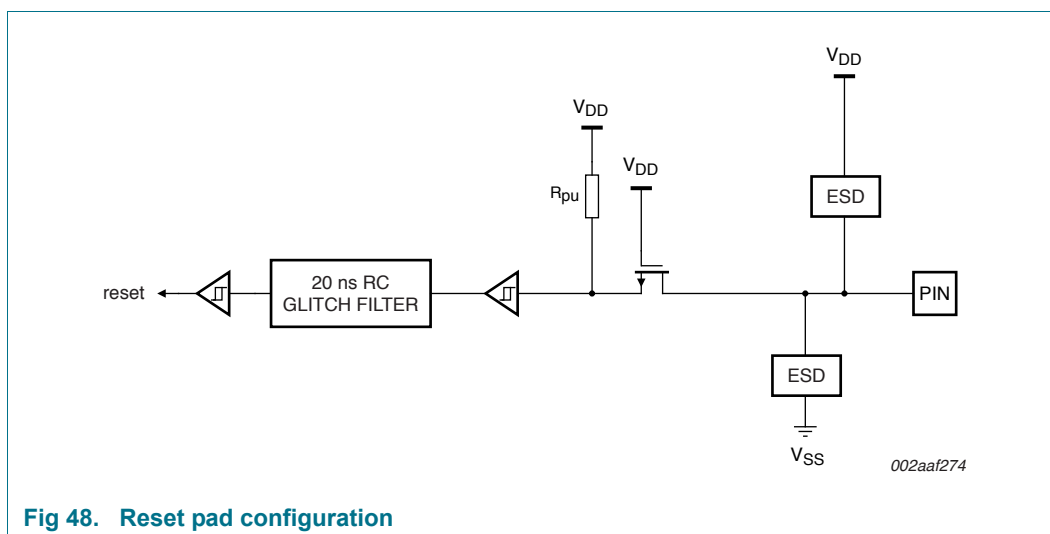 VDD
VDD
VDD
Rpu
ESD
reset
20 ns RC
GLITCH FILTER
PIN
ESD
VSS
002aaf274
Fig 48. Reset pad configuration